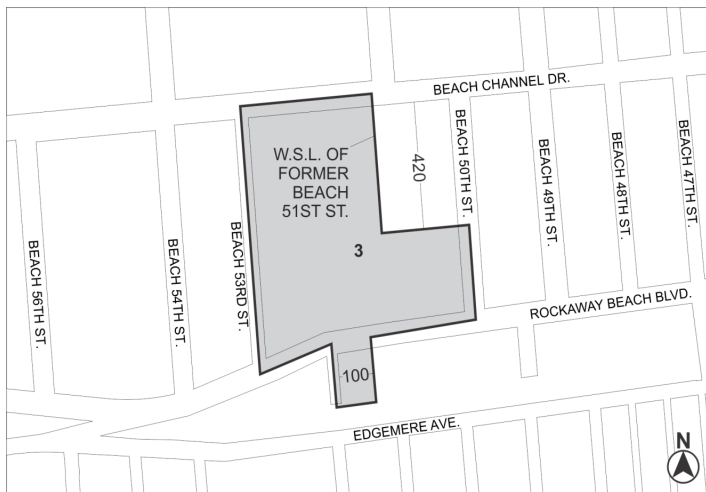 BEACH CHANNEL DR.
W.S.L. OF
FORMER
BEACH
51ST ST.
420
3
100
BEACH 56TH ST.
BEACH 54TH ST.
BEACH 53RD ST.
BEACH 50TH ST.
BEACH 49TH ST.
BEACH 48TH ST.
BEACH 47TH ST.
ROCKAWAY BEACH BLVD.
EDGEMERE AVE.
N